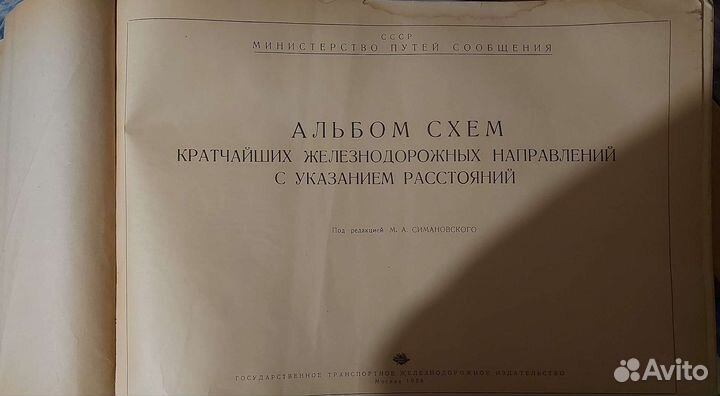 СССР
МИНИСТЕРСТВО ПУТЕЙ СООБЩЕНИЯ
АЛЬБОМ СХЕМ
КРАТЧАЙШИХ ЖЕЛЕЗНОДОРОЖНЫХ НАПРАВЛЕНИЙ
С УКАЗАНИЕМ РАССТОЯНИЙ
Под редакцией М. А. СИМАНОВСКОГО
ГОСУДАРСТВЕННОЕ ТРАНСПОРТНОЕ ЖЕЛЕЗНОДОРОЖНОЕ ИЗДАТЕЛЬСТВО
Москва
Avito